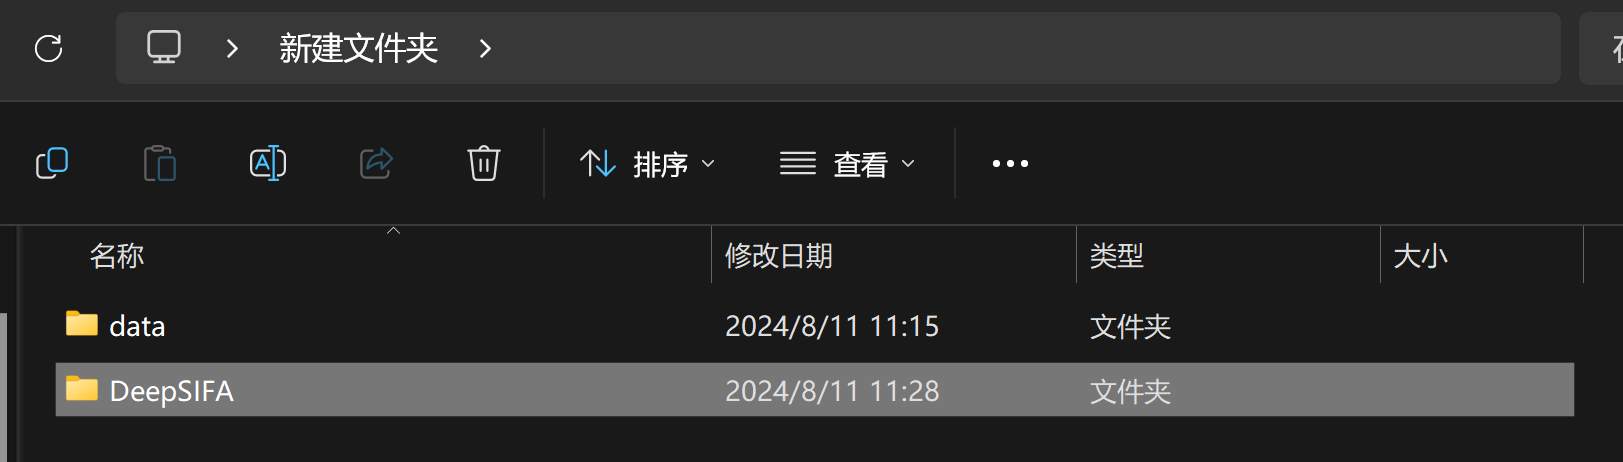 新建文件夹
排序 查看
名称 修改日期 类型 大小
data 2024/8/11 11:15 文件夹
DeepSIFA 2024/8/11 11:28 文件夹